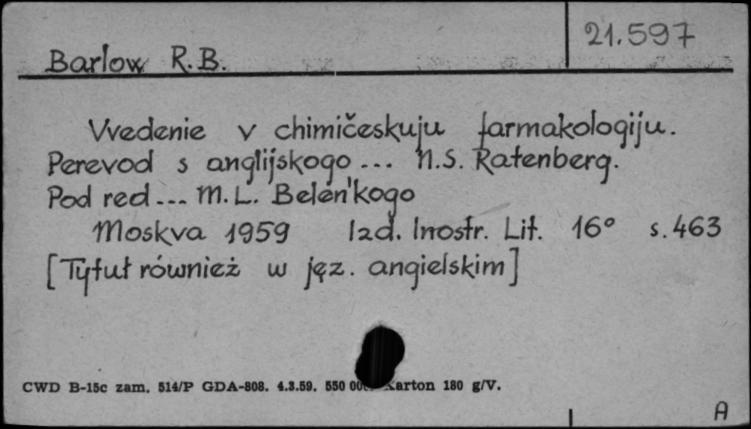 21.597
Barlow R.B.
Vvedenie v chimičeskuju farmakologiju.
Perevod s anglijskogo... N.S. Ratenberg.
Pod red... M.L. Belen'kogo
Moskva 1959 Izd. Inostr. Lit. 16° s. 463
[Tytuł również w jęz. angielskim]
CWD B-15c zam. 514/P GDA-808. 4.3.59. 550 Karton 180 g/V.
A